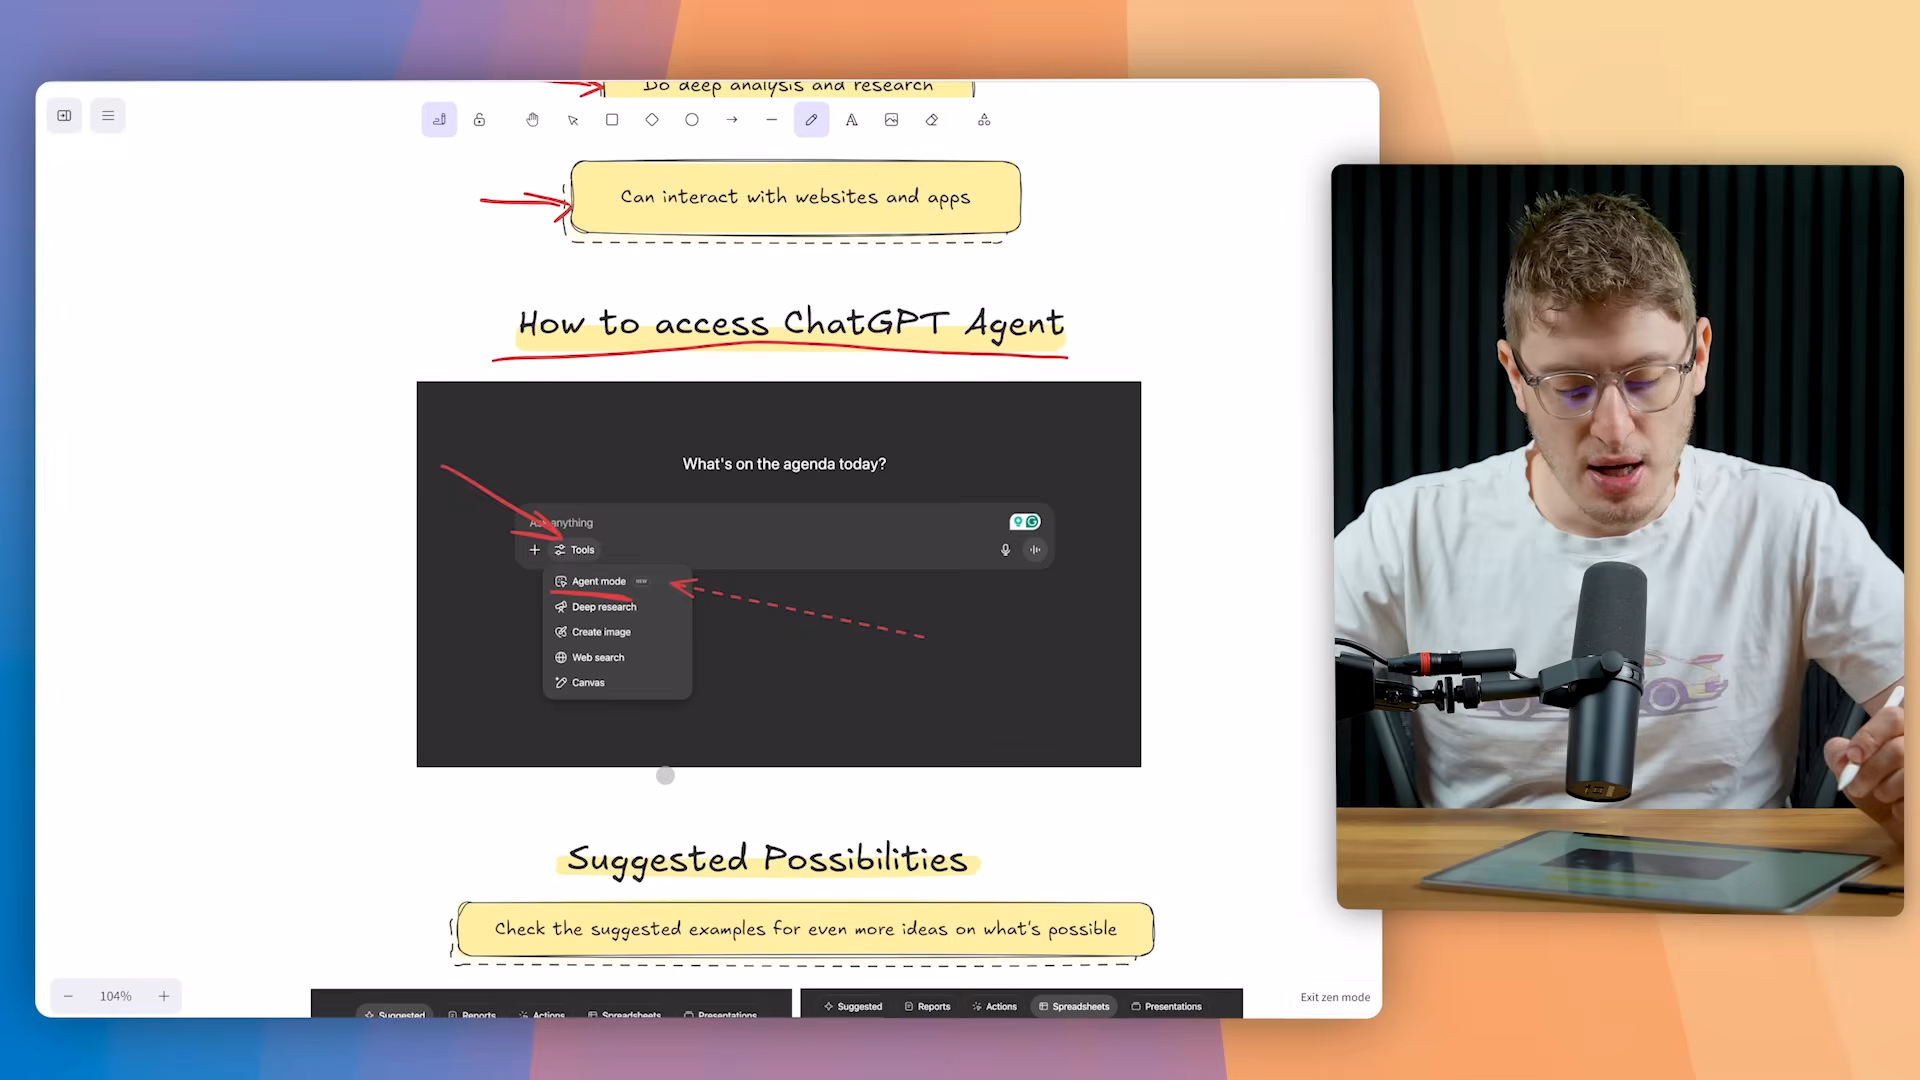 Do deep analysis and research
Can interact with websites and apps
How to access ChatGPT Agent
What's on the agenda today?
Ask anything
Tools
Agent mode NEW
Deep research
Create image
Web search
Canvas
Suggested Possibilities
Check the suggested examples for even more ideas on what's possible
104%
Exit zen mode
Suggested Reports Actions Spreadsheets Presentations
Suggested Reports Actions Spreadsheets Presentations